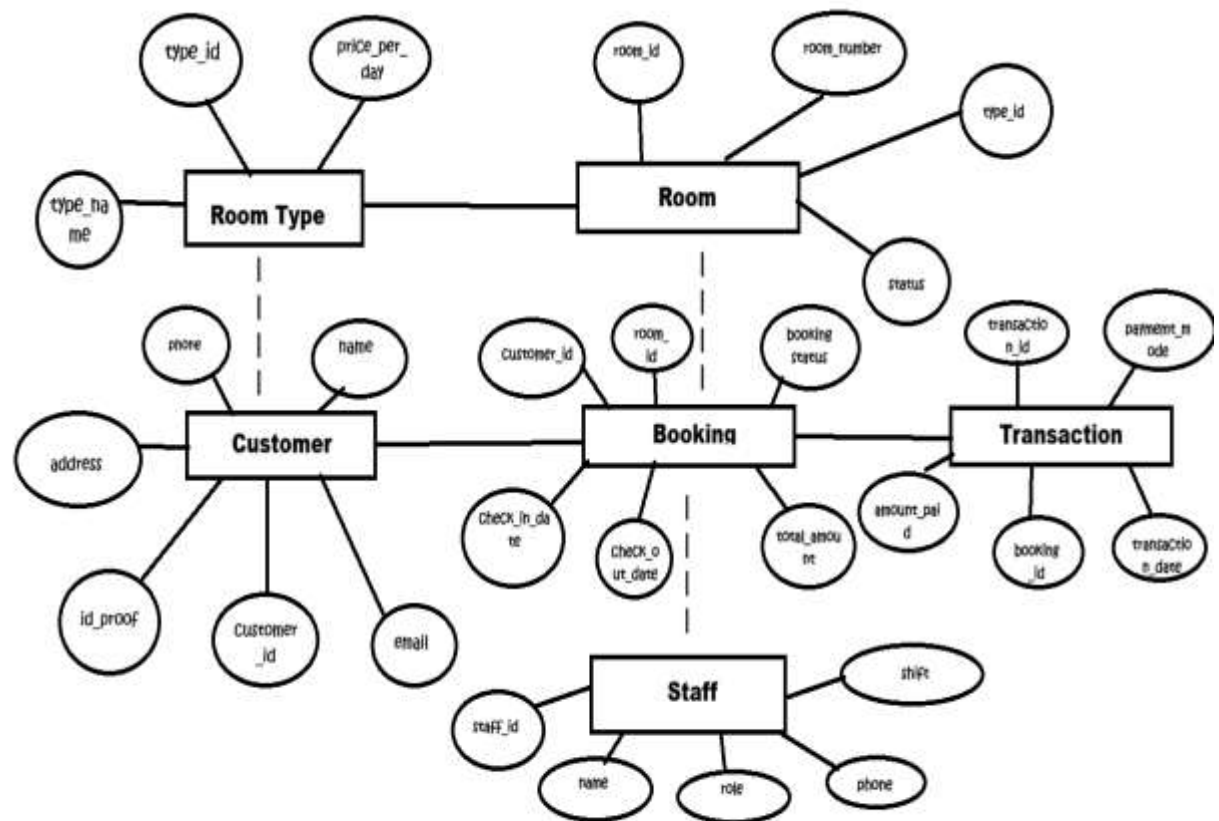 type_id
price_per_
day
room_id
room_number
type_id
type_na
me
Room Type
Room
status
phone
name
Customer_id
room_
id
booking
status
transactio
n_id
paymemt_m
ode
address
Customer
Booking
Transaction
Check_in_da
te
Check_o
ut_date
total_amou
nt
amount_pai
d
booking
_id
transactio
n_date
id_proof
Customer
_id
email
Staff
shift
staff_id
name
role
phone